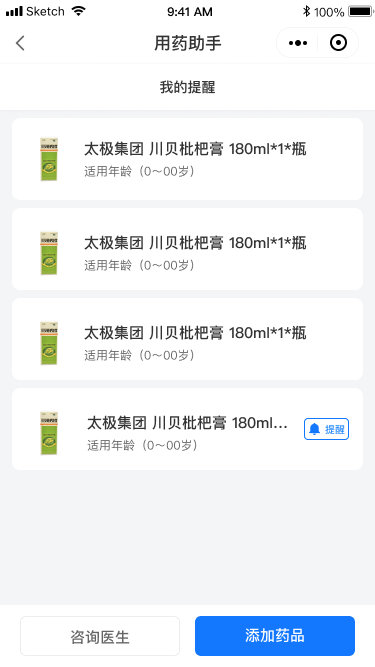 Sketch 9:41 AM 100%
用药助手
我的提醒
太极集团 川贝枇杷膏 180ml*1*瓶
适用年龄（0～00岁）
太极集团 川贝枇杷膏 180ml*1*瓶
适用年龄（0～00岁）
太极集团 川贝枇杷膏 180ml*1*瓶
适用年龄（0～00岁）
太极集团 川贝枇杷膏 180ml...
提醒
适用年龄（0～00岁）
咨询医生 添加药品